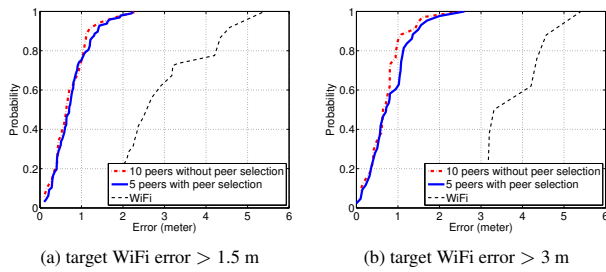 1
0.8
0.6
0.4
0.2
0
Probability
10 peers without peer selection
5 peers with peer selection
WiFi
0 1 2 3 4 5 6
Error (meter)
(a) target WiFi error > 1.5 m
1
0.8
0.6
0.4
0.2
0
Probability
10 peers without peer selection
5 peers with peer selection
WiFi
0 1 2 3 4 5 6
Error (meter)
(b) target WiFi error > 3 m